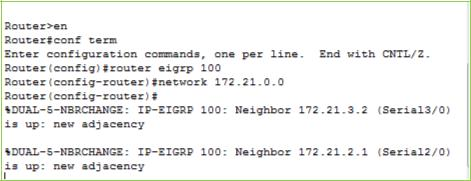 Router>en
Router#conf term
Enter configuration commands, one per line.  End with CNTL/Z.
Router(config)#router eigrp 100
Router(config-router)#network 172.21.0.0
Router(config-router)#
%DUAL-5-NBRCHANGE: IP-EIGRP 100: Neighbor 172.21.3.2 (Serial3/0)
is up: new adjacency
%DUAL-5-NBRCHANGE: IP-EIGRP 100: Neighbor 172.21.2.1 (Serial2/0)
is up: new adjacency